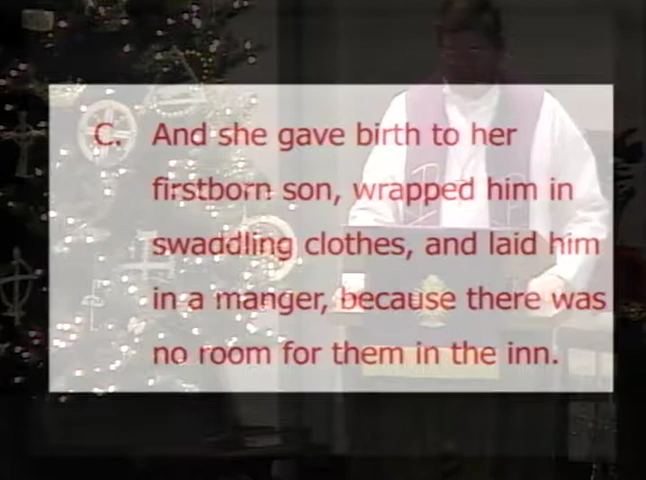 C. And she gave birth to her
firstborn son, wrapped him in
swaddling clothes, and laid him
in a manger, because there was
no room for them in the inn.